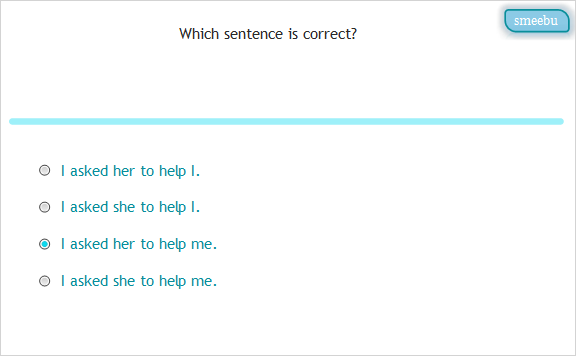 smeebu
Which sentence is correct?
I asked her to help I.
I asked she to help I.
I asked her to help me.
I asked she to help me.